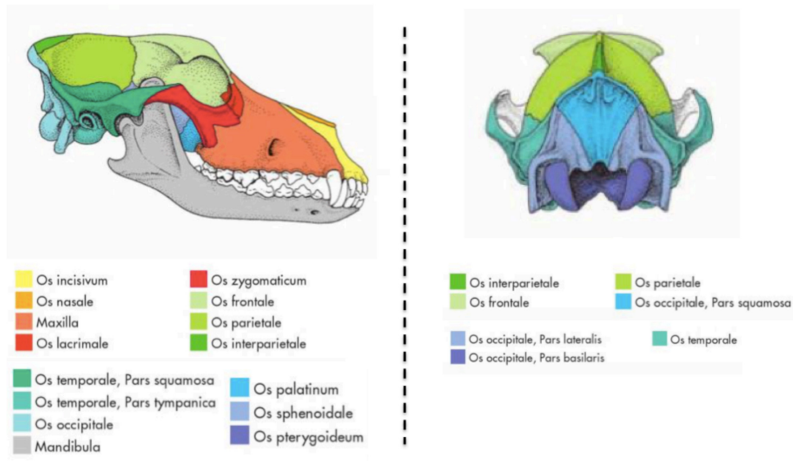 Os incisivum
Os nasale
Maxilla
Os lacrimale
Os zygomaticum
Os frontale
Os parietale
Os interparietale
Os temporale, Pars squamosa
Os temporale, Pars tympanica
Os occipitale
Mandibula
Os palatinum
Os sphenoidale
Os pterygoideum
Os interparietale
Os frontale
Os parietale
Os occipitale, Pars squamosa
Os occipitale, Pars lateralis
Os occipitale, Pars basilaris
Os temporale